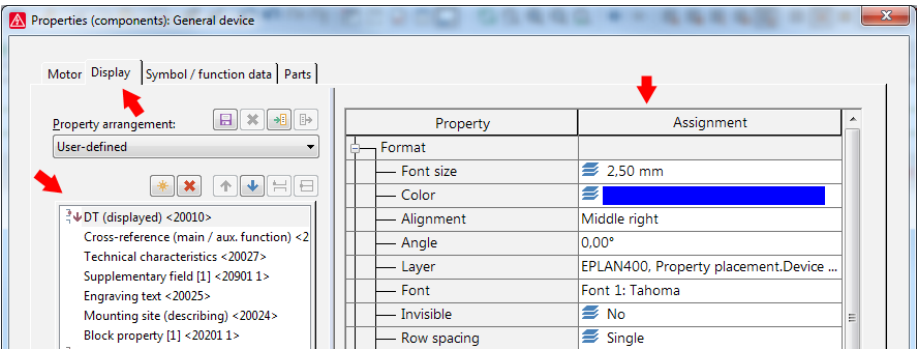 Properties (components): General device
Motor Display Symbol / function data Parts
Property arrangement:
User-defined
DT (displayed) <20010>
Cross-reference (main / aux. function) <2
Technical characteristics <20027>
Supplementary field [1] <20901 1>
Engraving text <20025>
Mounting site (describing) <20024>
Block property [1] <20201 1>
Property Assignment
Format
Font size 2,50 mm
Color
Alignment Middle right
Angle 0,00°
Layer EPLAN400, Property placement.Device ...
Font Font 1: Tahoma
Invisible No
Row spacing Single